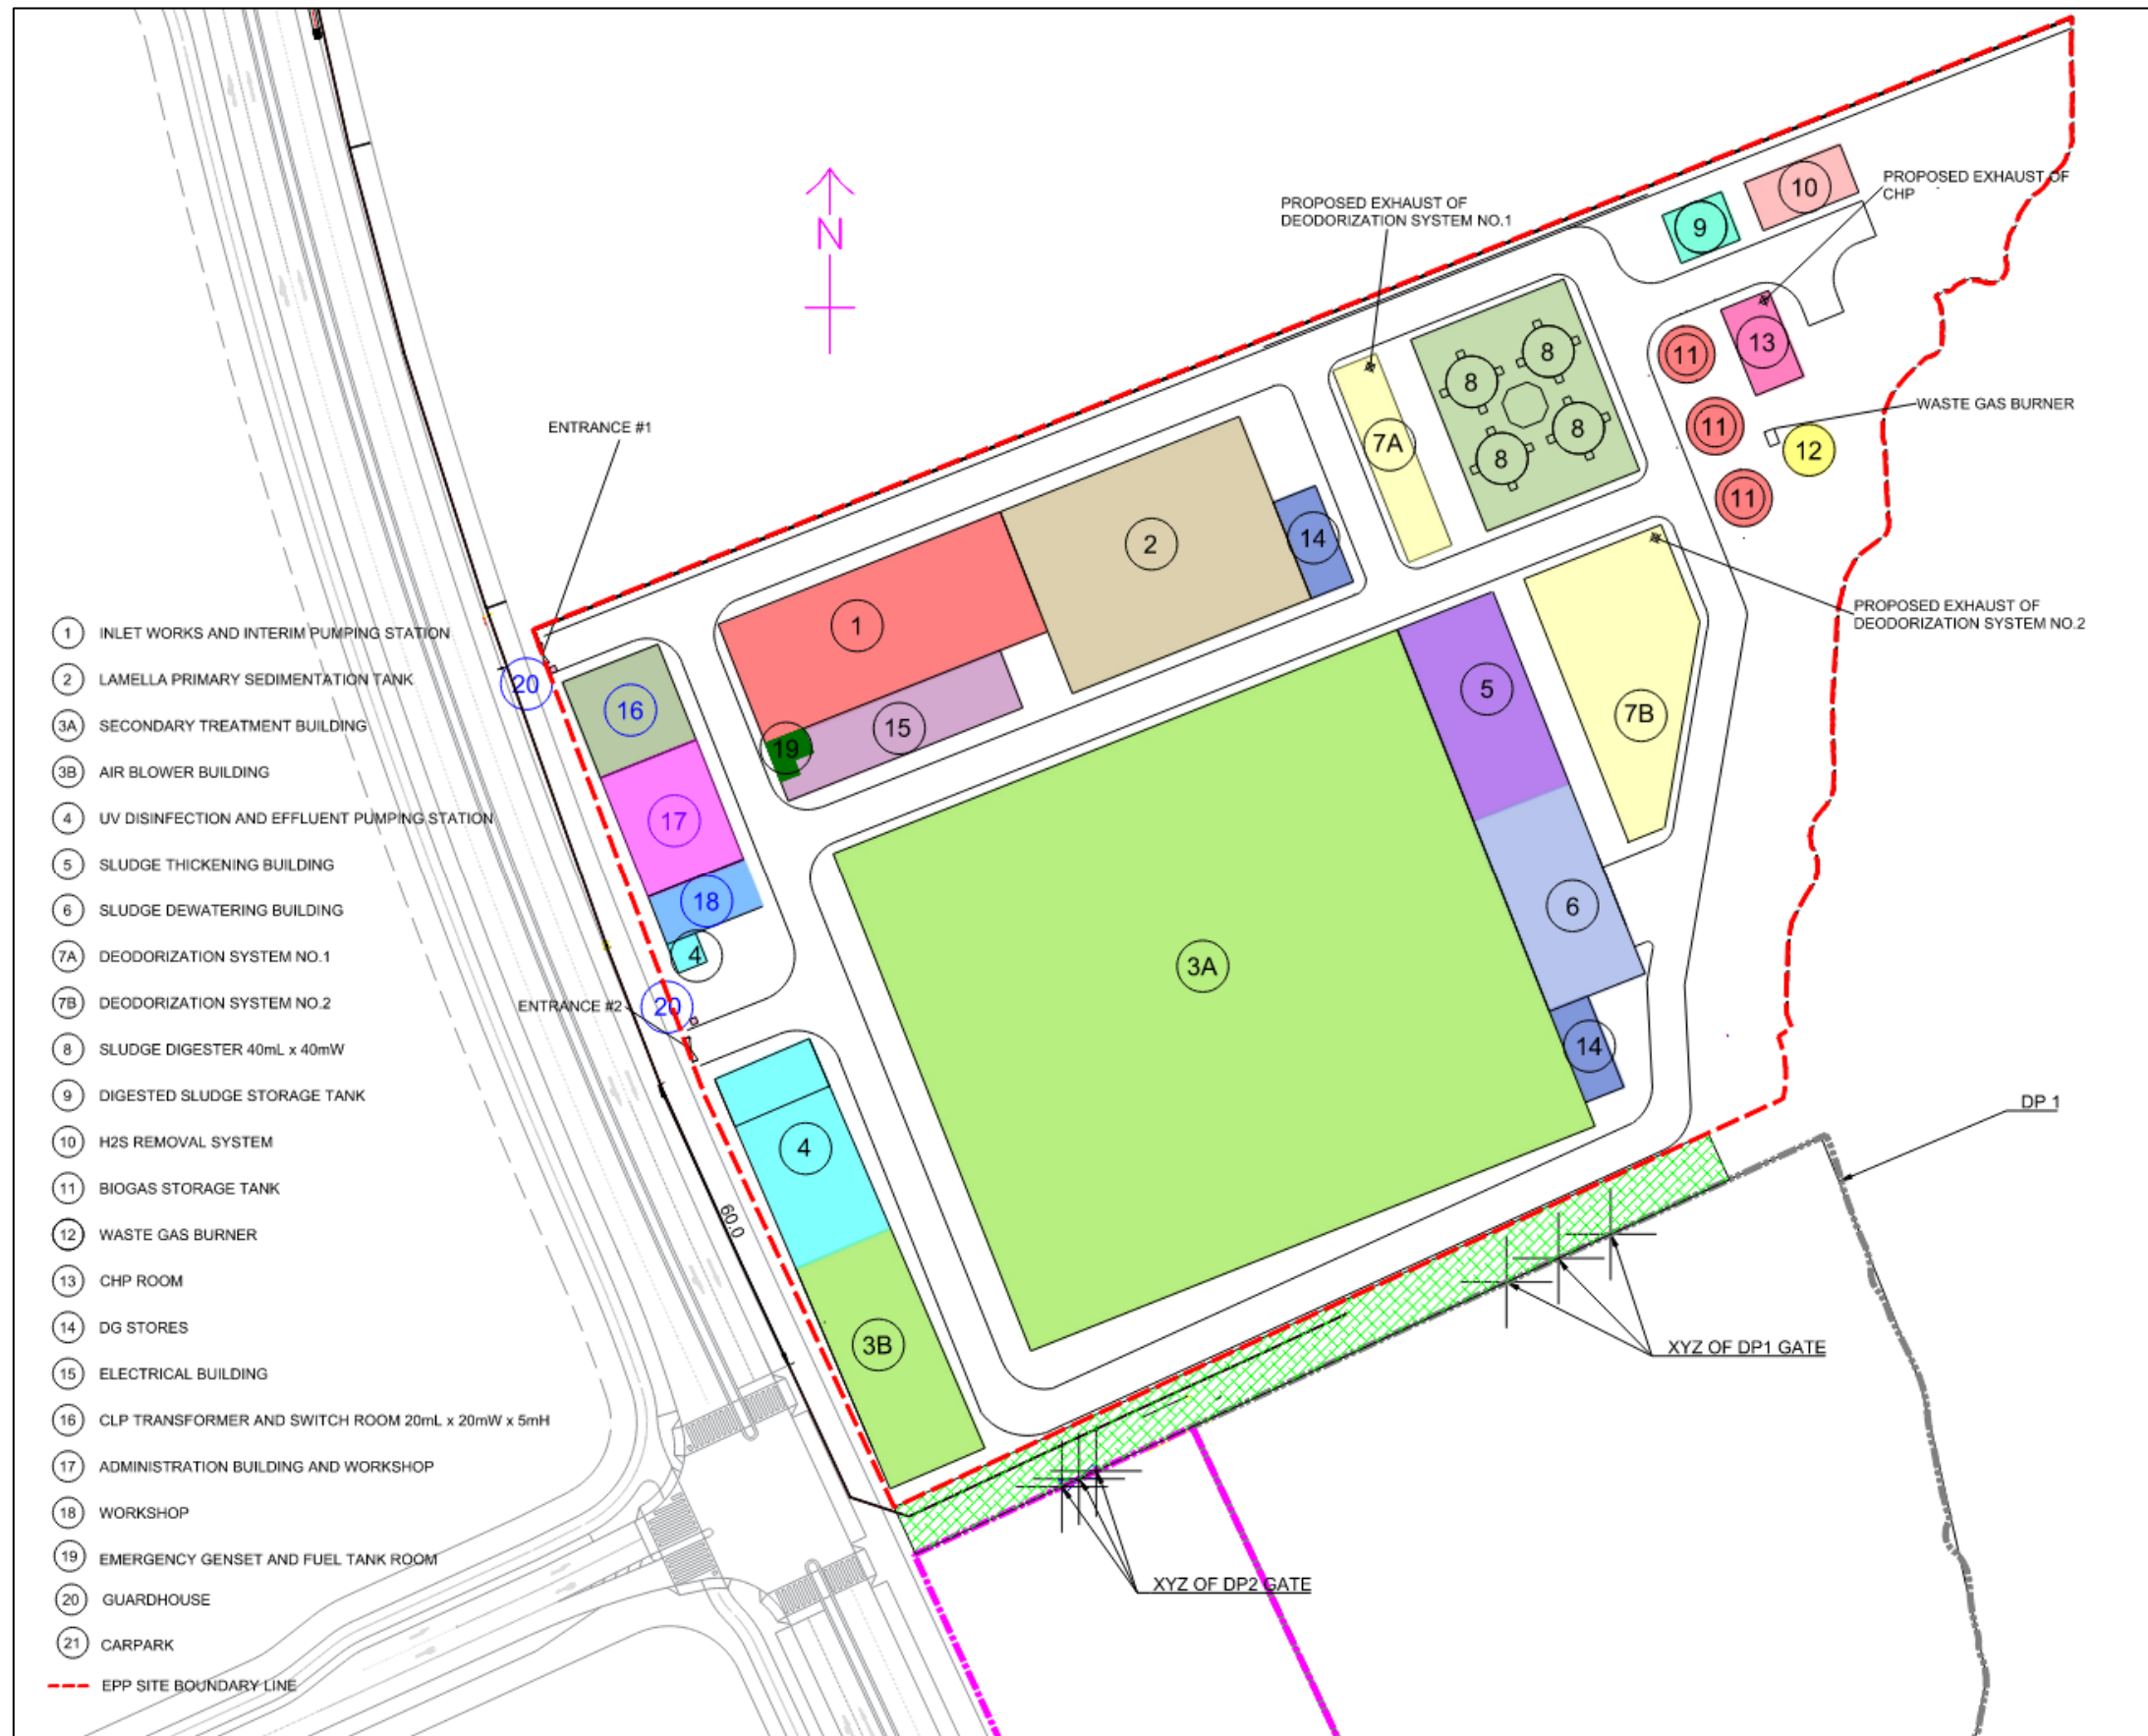 N
PROPOSED EXHAUST OF
DEODORIZATION SYSTEM NO.1
10
9
PROPOSED EXHAUST OF
CHP
8
8
8
8
7A
11
13
11
WASTE GAS BURNER
12
11
ENTRANCE #1
2
14
1
PROPOSED EXHAUST OF
DEODORIZATION SYSTEM NO.2
5
7B
20
16
15
19
17
18
6
4
3A
ENTRANCE #2
20
14
4
DP 1
60.0
3B
XYZ OF DP1 GATE
XYZ OF DP2 GATE
1 INLET WORKS AND INTERIM PUMPING STATION
2 LAMELLA PRIMARY SEDIMENTATION TANK
3A SECONDARY TREATMENT BUILDING
3B AIR BLOWER BUILDING
4 UV DISINFECTION AND EFFLUENT PUMPING STATION
5 SLUDGE THICKENING BUILDING
6 SLUDGE DEWATERING BUILDING
7A DEODORIZATION SYSTEM NO.1
7B DEODORIZATION SYSTEM NO.2
8 SLUDGE DIGESTER 40mL x 40mW
9 DIGESTED SLUDGE STORAGE TANK
10 H2S REMOVAL SYSTEM
11 BIOGAS STORAGE TANK
12 WASTE GAS BURNER
13 CHP ROOM
14 DG STORES
15 ELECTRICAL BUILDING
16 CLP TRANSFORMER AND SWITCH ROOM 20mL x 20mW x 5mH
17 ADMINISTRATION BUILDING AND WORKSHOP
18 WORKSHOP
19 EMERGENCY GENSET AND FUEL TANK ROOM
20 GUARDHOUSE
21 CARPARK
EPP SITE BOUNDARY LINE